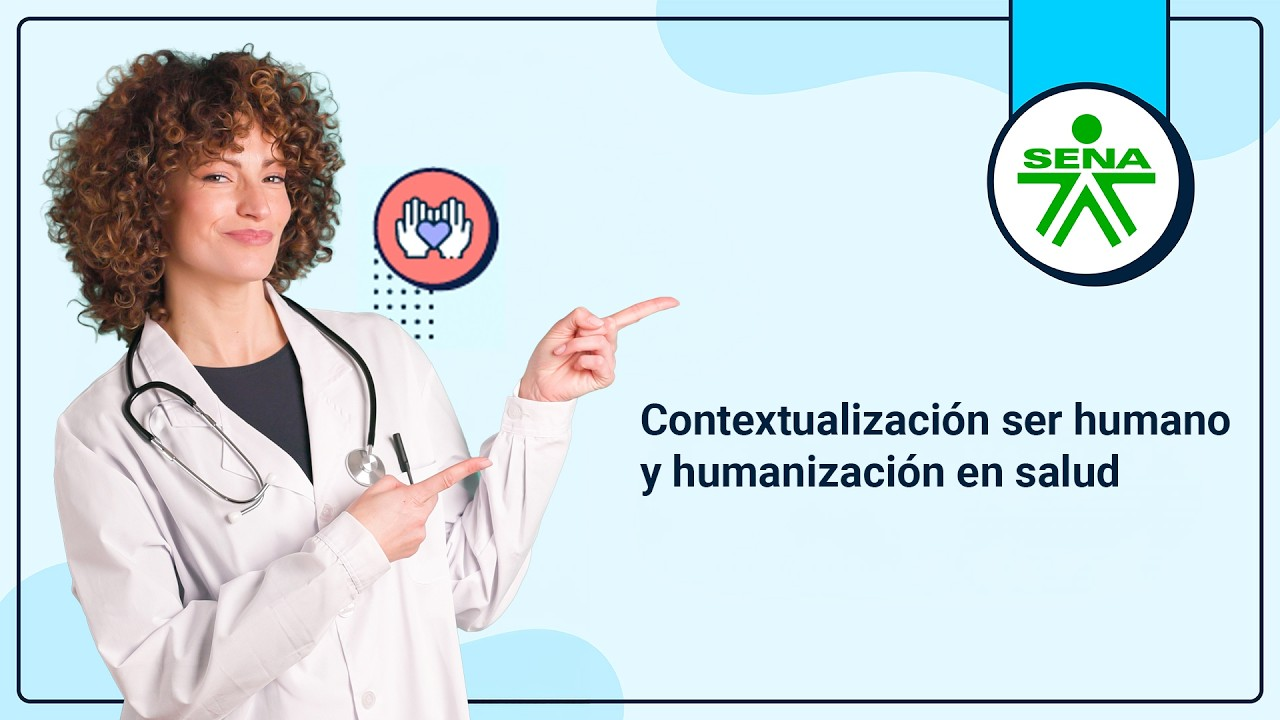 SENA
Contextualización ser humano
y humanización en salud